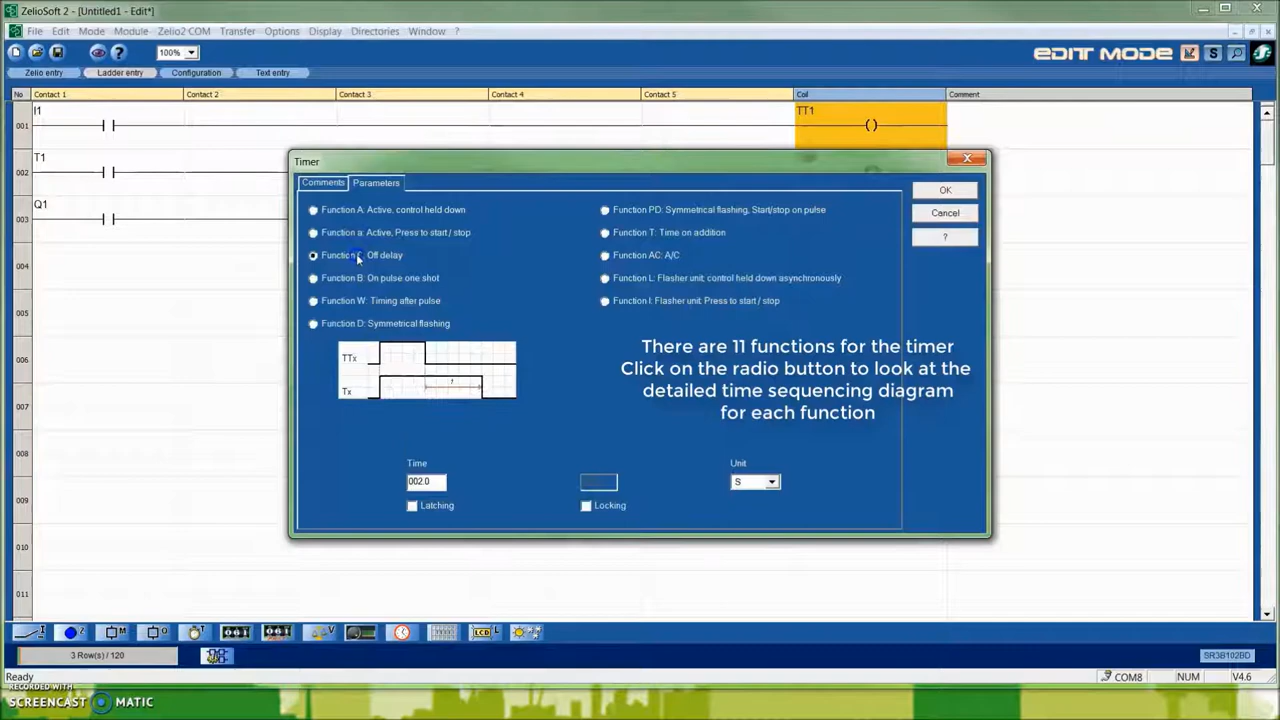 ZelioSoft 2 - [Untitled1 - Edit*]
File Edit Mode Module Zelio2 COM Transfer Options Display Directories Window ?
100% EDIT MODE S
Zelio entry Ladder entry Configuration Text entry
No Contact 1 Contact 2 Contact 3 Contact 4 Contact 5 Coil Comment
I1 TT1
001
T1
002
Q1
003
004
005
006
007
008
009
010
011
Timer
Comments Parameters
OK
Cancel
?
Function A: Active, control held down
Function a: Active, Press to start / stop
Function Off delay
Function B: On pulse one shot
Function W: Timing after pulse
Function D: Symmetrical flashing
Function PD: Symmetrical flashing, Start/stop on pulse
Function T: Time on addition
Function AC: A/C
Function L: Flasher unit; control held down asynchronously
Function l: Flasher unit: Press to start / stop
TTx
Tx
There are 11 functions for the timer
Click on the radio button to look at the
detailed time sequencing diagram
for each function
Time Unit
002.0 S
Latching Locking
3 Row(s) / 120 SR3B102BD
Ready COM8 NUM V4.6
RECORDED WITH
SCREENCAST MATIC